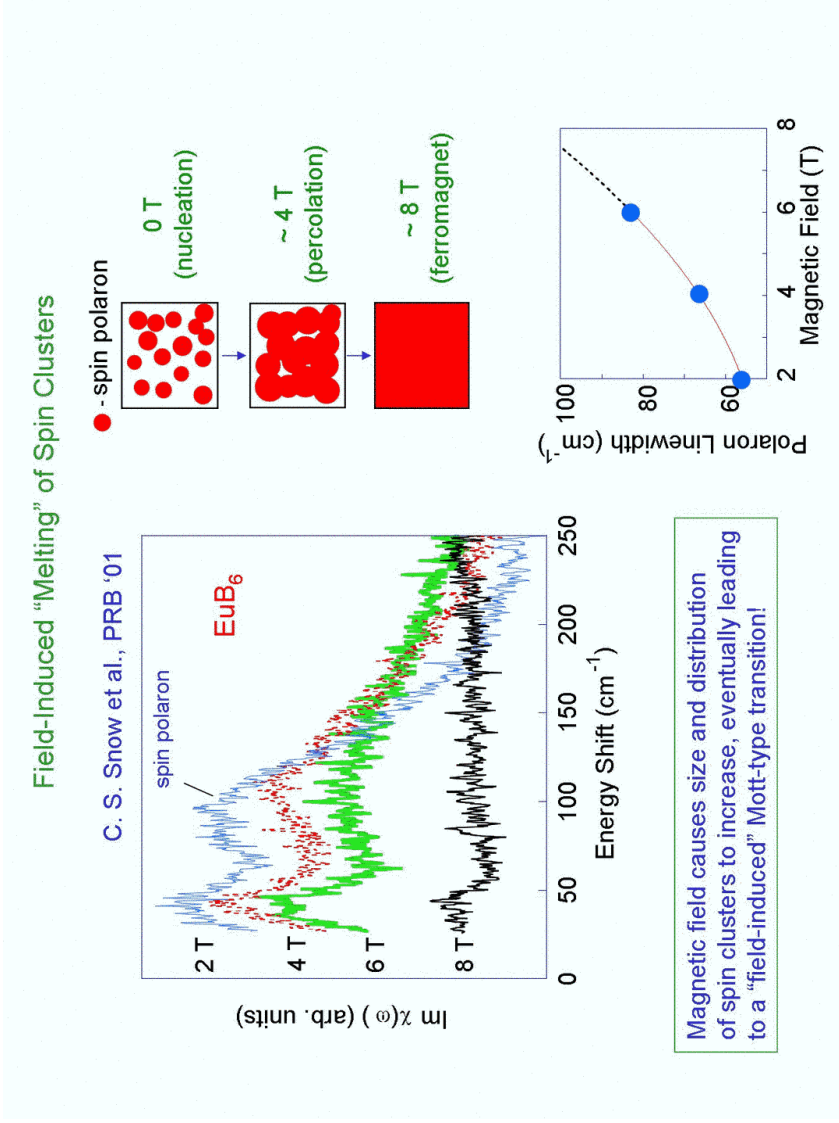 Field-Induced “Melting” of Spin Clusters
C. S. Snow et al., PRB ‘01
EuB6
spin polaron
2 T
4 T
6 T
8 T
Im χ(ω ) (arb. units)
0
50
100
150
200
250
Energy Shift (cm-1)
- spin polaron
0 T
(nucleation)
~ 4 T
(percolation)
~ 8 T
(ferromagnet)
Magnetic field causes size and distribution
of spin clusters to increase, eventually leading
to a “field-induced” Mott-type transition!
Polaron Linewidth (cm-1)
100
80
60
2
4
6
8
Magnetic Field (T)